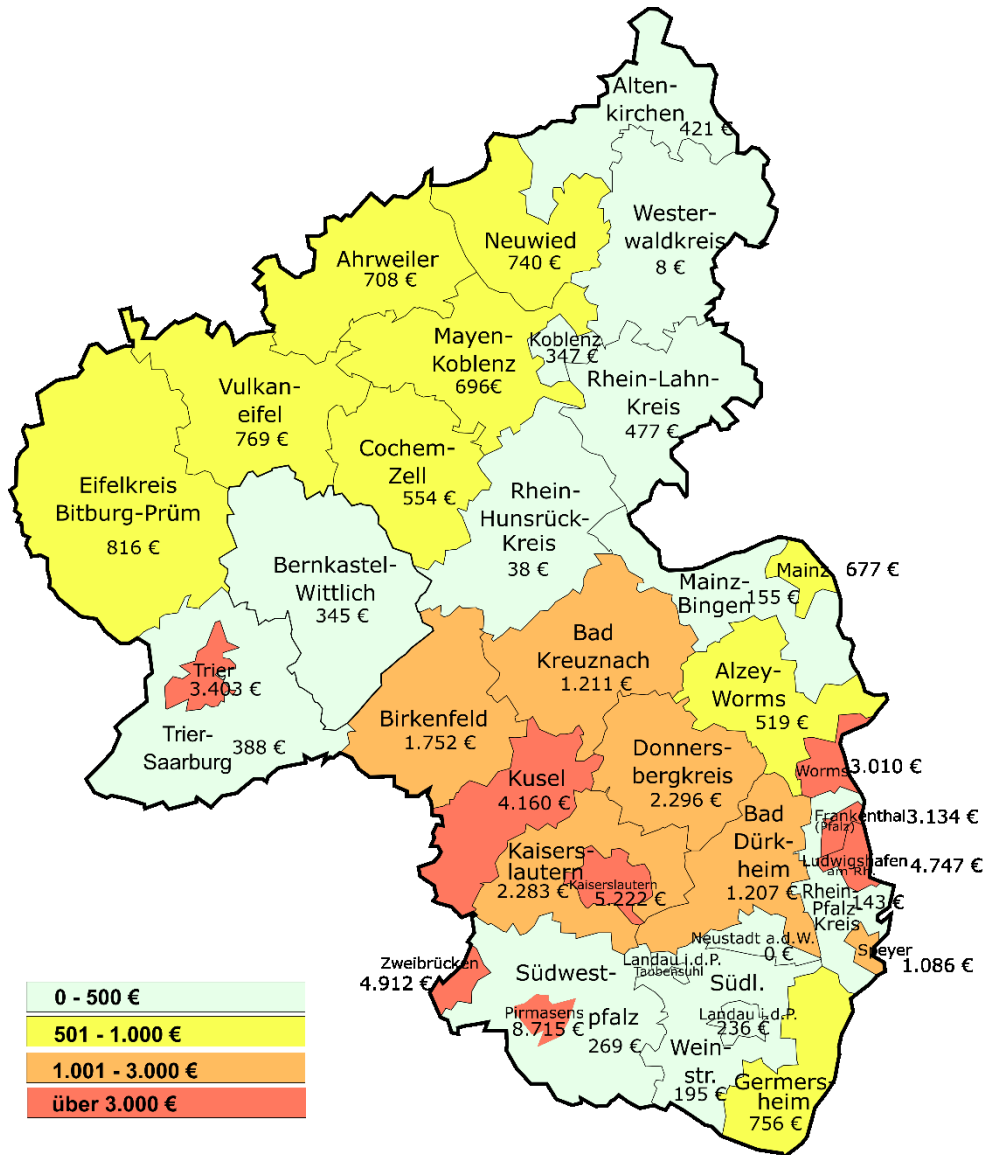 Alten-
kirchen
421 €
Wester-
waldkreis
8 €
Neuwied
740 €
Ahrweiler
708 €
Mayen-
Koblenz
696€
Koblenz
347 €
Rhein-Lahn-
Kreis
477 €
Vulkan-
eifel
769 €
Cochem-
Zell
554 €
Eifelkreis
Bitburg-Prüm
816 €
Rhein-
Hunsrück-
Kreis
38 €
Bernkastel-
Wittlich
345 €
Mainz 677 €
Mainz-
Bingen
155 €
Bad
Kreuznach
1.211 €
Alzey-
Worms
519 €
Trier
3.403 €
Trier-
Saarburg
388 €
Birkenfeld
1.752 €
Donners-
bergkreis
2.296 €
Kusel
4.160 €
Worms
3.010 €
Bad
Dürk-
heim
1.207 €
Frankenthal
(Pfalz)
3.134 €
Kaisers-
lautern
2.283 €
Kaiserslautern
5.222 €
Ludwigshafen
am Rh.
4.747 €
Rhein-
Pfalz-
Kreis
143 €
Neustadt a.d.W.
0 €
Speyer
1.086 €
Zweibrücken
4.912 €
Südwest-
pfalz
269 €
Landau i.d.P.
Taubensuhl
Südl.
Wein-
str.
195 €
Pirmasens
8.715 €
Landau i.d.P.
236 €
Germers-
heim
756 €
0 - 500 €
501 - 1.000 €
1.001 - 3.000 €
über 3.000 €